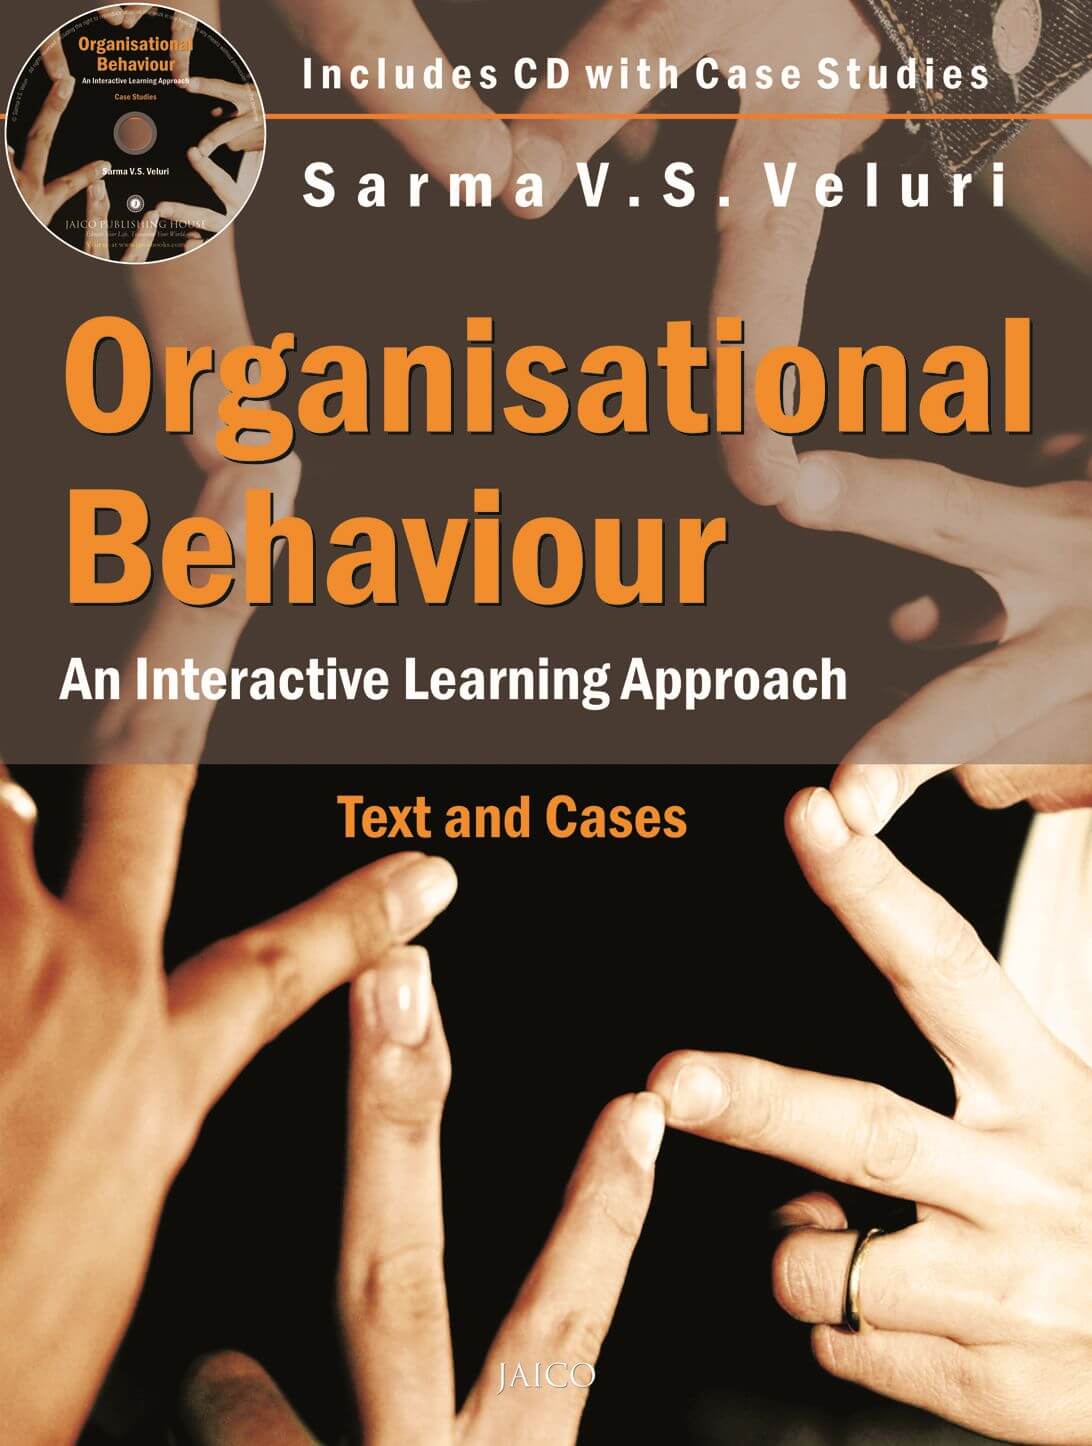 Organisational
Behaviour
An Interactive Learning Approach
Case Studies
Sarma V.S. Veluri
JAICO PUBLISHING HOUSE
Includes CD with Case Studies
Sarma V.S. Veluri
Organisational
Behaviour
An Interactive Learning Approach
Text and Cases
JAICO